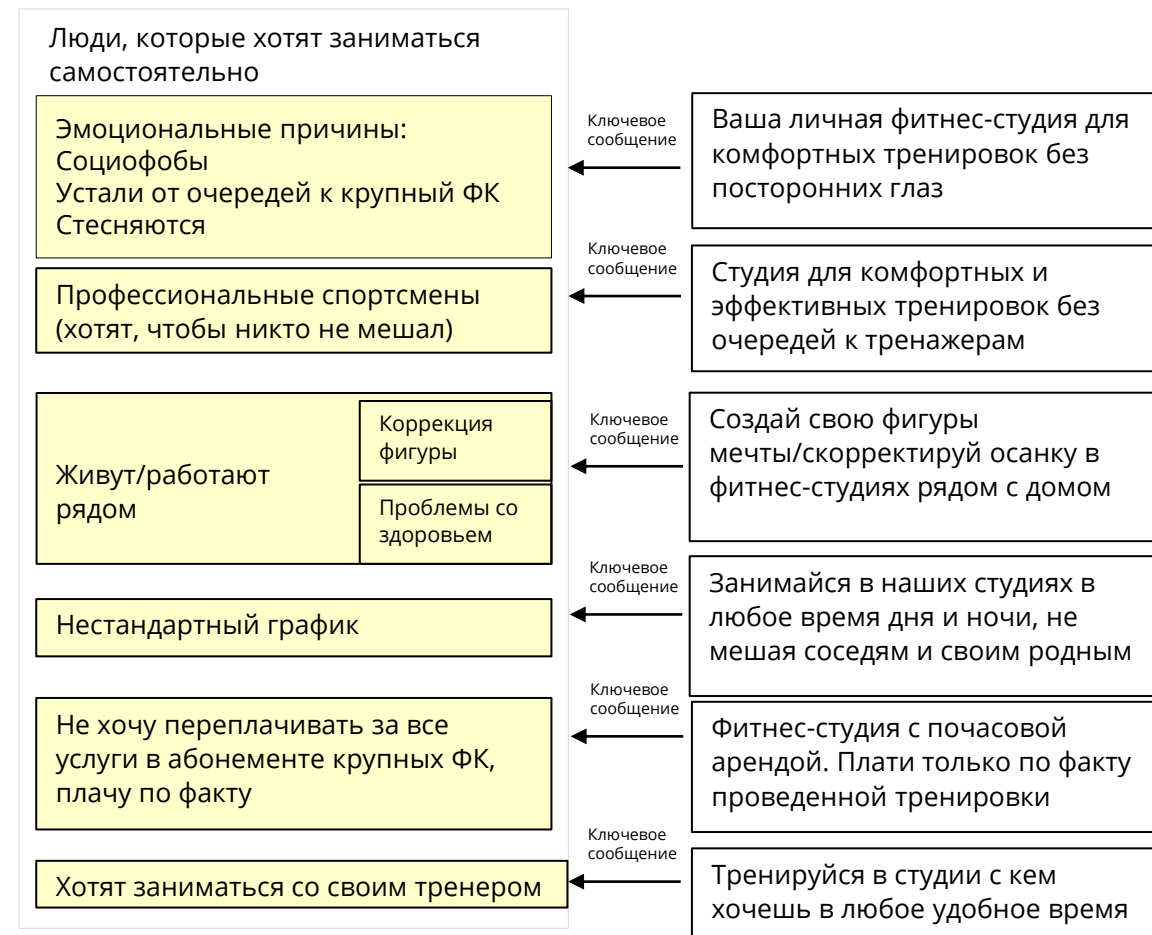 Люди, которые хотят заниматься
самостоятельно
Эмоциональные причины:
Социофобы
Устали от очередей к крупный ФК
Стесняются
Ключевое
сообщение
Ваша личная фитнес-студия для
комфортных тренировок без
посторонних глаз
Профессиональные спортсмены
(хотят, чтобы никто не мешал)
Ключевое
сообщение
Студия для комфортных и
эффективных тренировок без
очередей к тренажерам
Живут/работают
рядом
Коррекция
фигуры
Проблемы со
здоровьем
Ключевое
сообщение
Создай свою фигуры
мечты/скорректируй осанку в
фитнес-студиях рядом с домом
Нестандартный график
Ключевое
сообщение
Занимайся в наших студиях в
любое время дня и ночи, не
мешая соседям и своим родным
Не хочу переплачивать за все
услуги в абонементе крупных ФК,
плачу по факту
Ключевое
сообщение
Фитнес-студия с почасовой
арендой. Плати только по факту
проведенной тренировки
Хотят заниматься со своим тренером
Ключевое
сообщение
Тренируйся в студии с кем
хочешь в любое удобное время